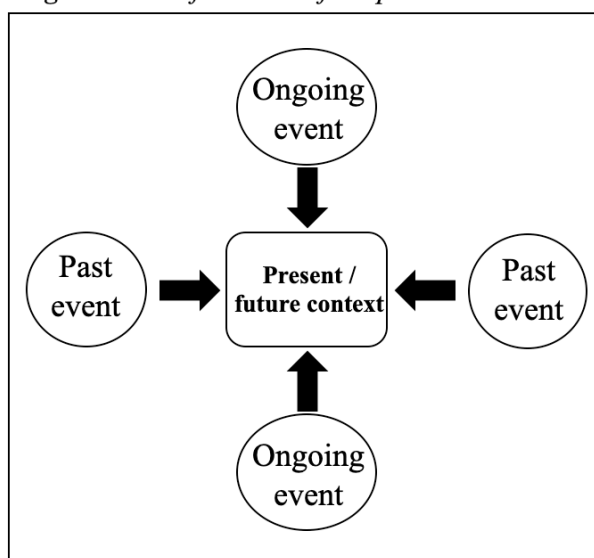 Ongoing
event
Past
event
Present /
future context
Past
event
Ongoing
event